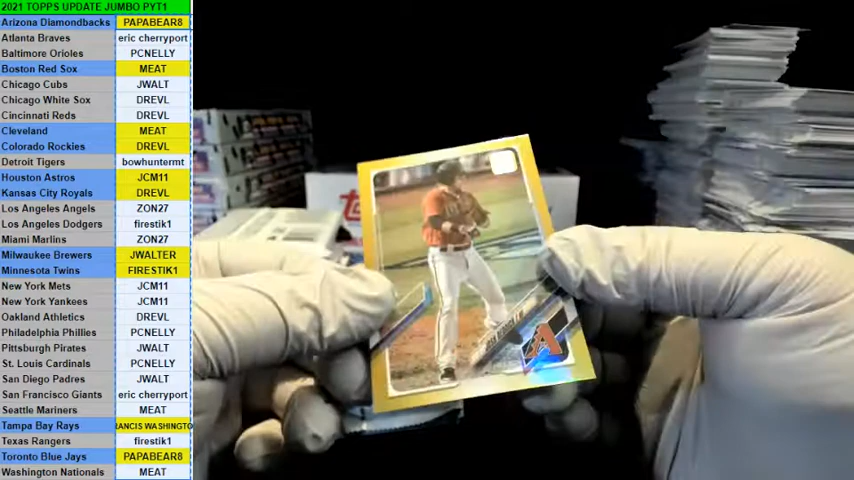 2021 TOPPS UPDATE JUMBO PYT1
Arizona Diamondbacks PAPABEAR8
Atlanta Braves eric cherryport
Baltimore Orioles PCNELLY
Boston Red Sox MEAT
Chicago Cubs JWALT
Chicago White Sox DREVL
Cincinnati Reds DREVL
Cleveland MEAT
Colorado Rockies DREVL
Detroit Tigers bowhuntermt
Houston Astros JCM11
Kansas City Royals DREVL
Los Angeles Angels ZON27
Los Angeles Dodgers firestik1
Miami Marlins ZON27
Milwaukee Brewers JWALTER
Minnesota Twins FIRESTIK1
New York Mets JCM11
New York Yankees JCM11
Oakland Athletics DREVL
Philadelphia Phillies PCNELLY
Pittsburgh Pirates JWALT
St. Louis Cardinals PCNELLY
San Diego Padres JWALT
San Francisco Giants eric cherryport
Seattle Mariners MEAT
Tampa Bay Rays RANCIS WASHINGTO
Texas Rangers firestik1
Toronto Blue Jays PAPABEAR8
Washington Nationals MEAT